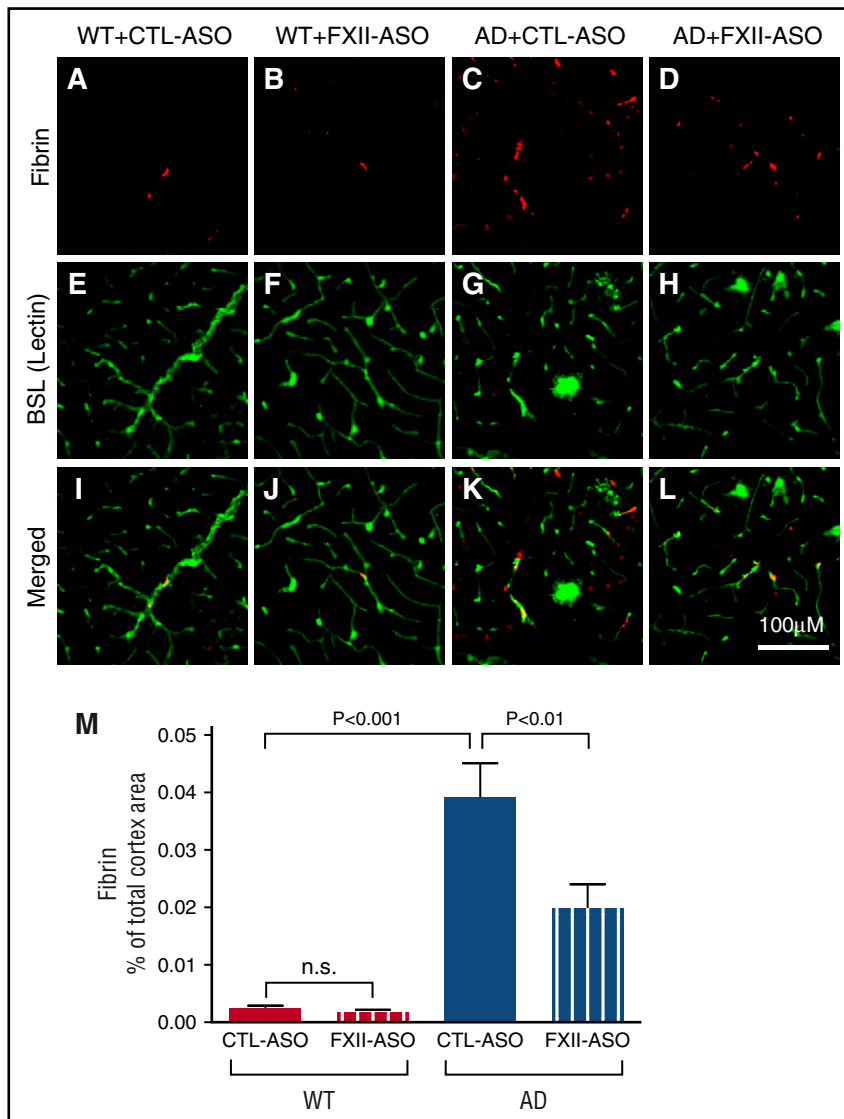 WT+CTL-ASO WT+FXII-ASO AD+CTL-ASO AD+FXII-ASO
Fibrin
A B C D
BSL (Lectin)
E F G H
Merged
I J K L
100µM
M
P<0.001 P<0.01
Fibrin
% of total cortex area
0.05
0.04
0.03
0.02
0.01
0.00
n.s.
CTL-ASO FXII-ASO CTL-ASO FXII-ASO
WT AD